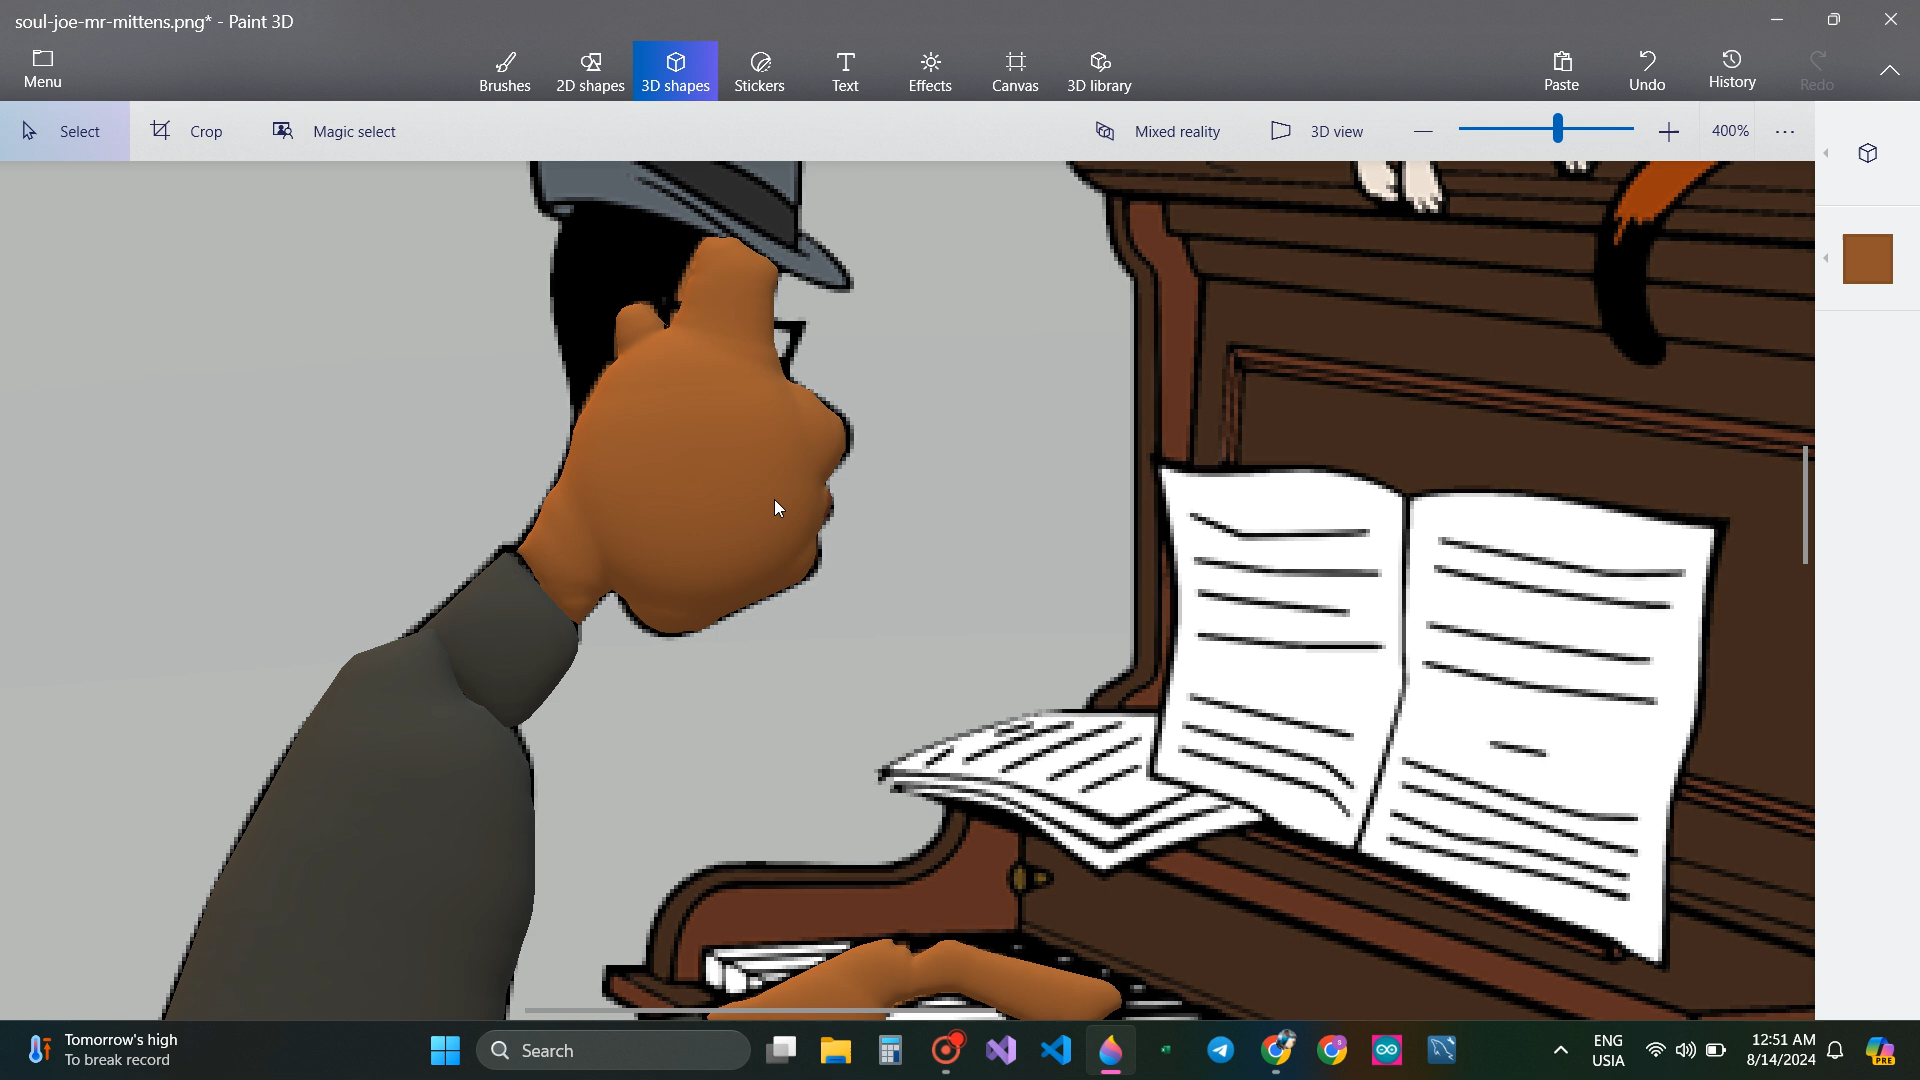 soul-joe-mr-mittens.png* - Paint 3D
Menu
Brushes
2D shapes
3D shapes
Stickers
Text
Effects
Canvas
3D library
Paste
Undo
History
Redo
Select
Crop
Magic select
Mixed reality
3D view
400%
Tomorrow's high
To break record
Search
ENG
USIA
12:51 AM
8/14/2024
PRE